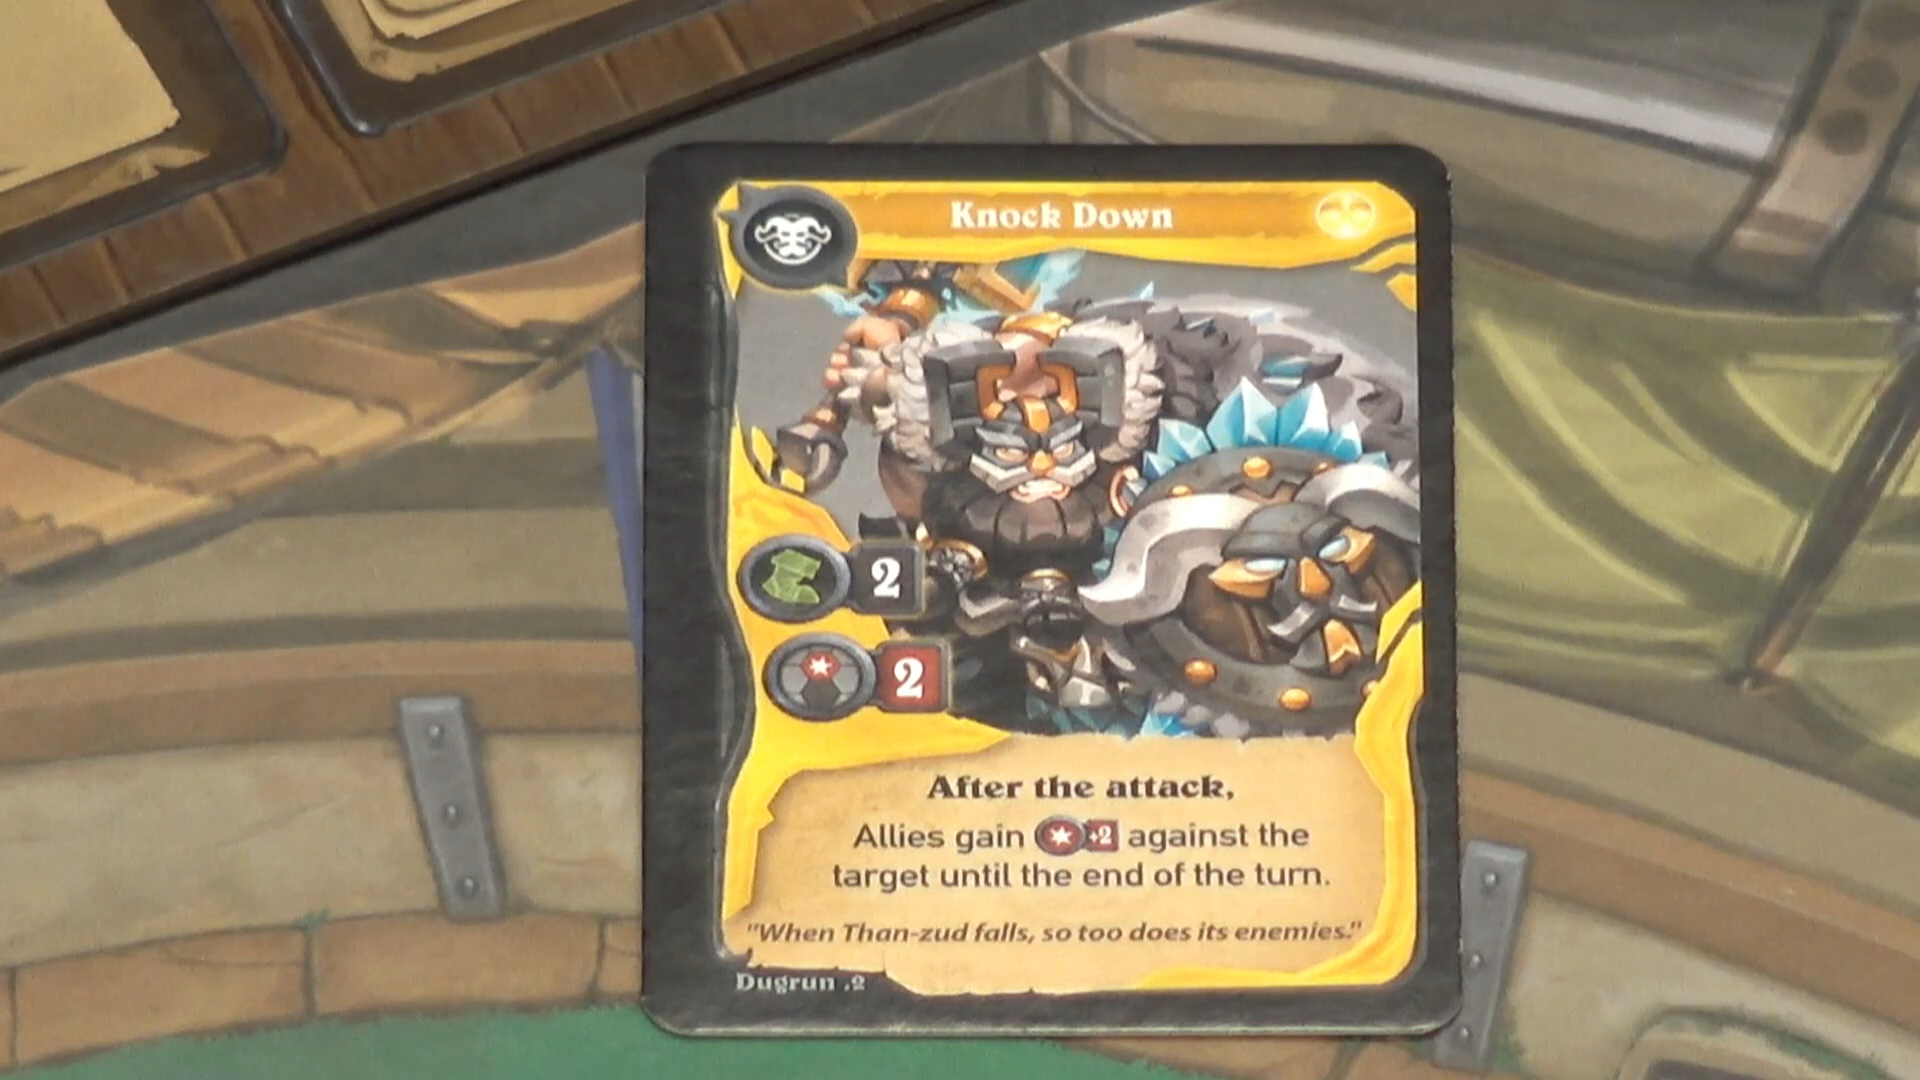 Knock Down
2
2
After the attack,
Allies gain +2 against the
target until the end of the turn.
"When Than-zud falls, so too does its enemies."
Dugrun .2